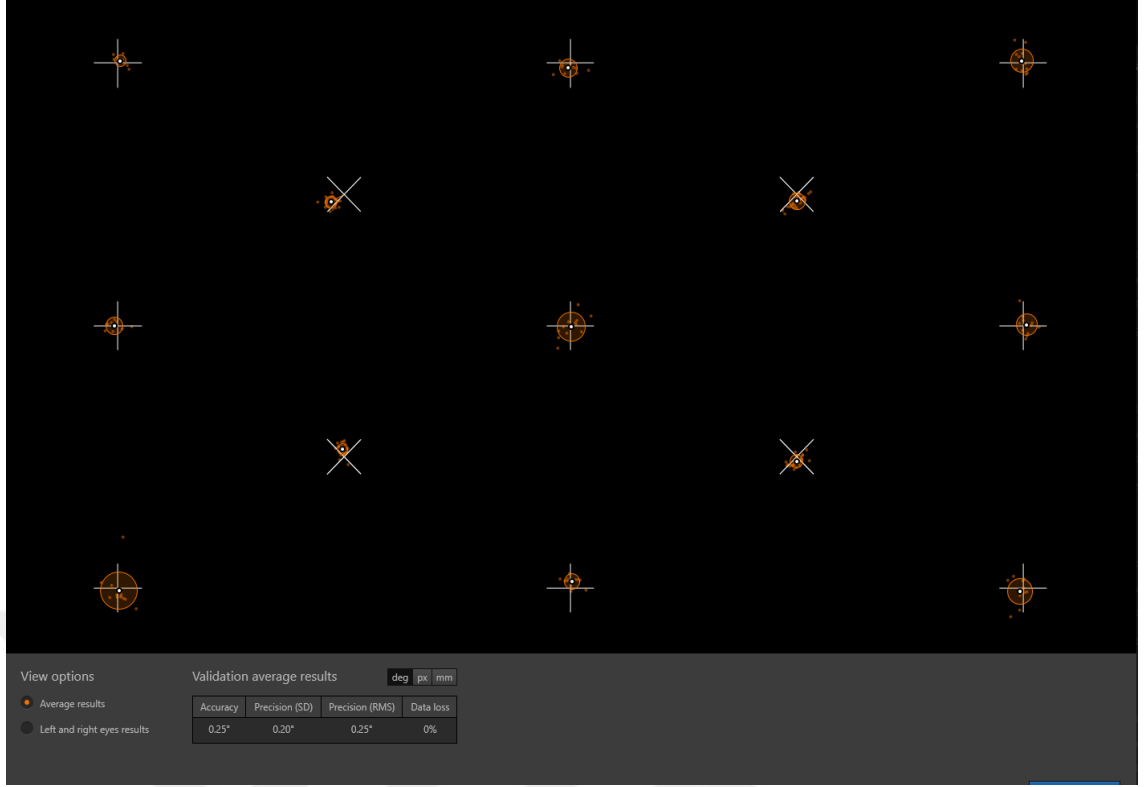 View options
Average results
Left and right eyes results
Validation average results
deg px mm
Accuracy Precision (SD) Precision (RMS) Data loss
0.25° 0.20° 0.25° 0%